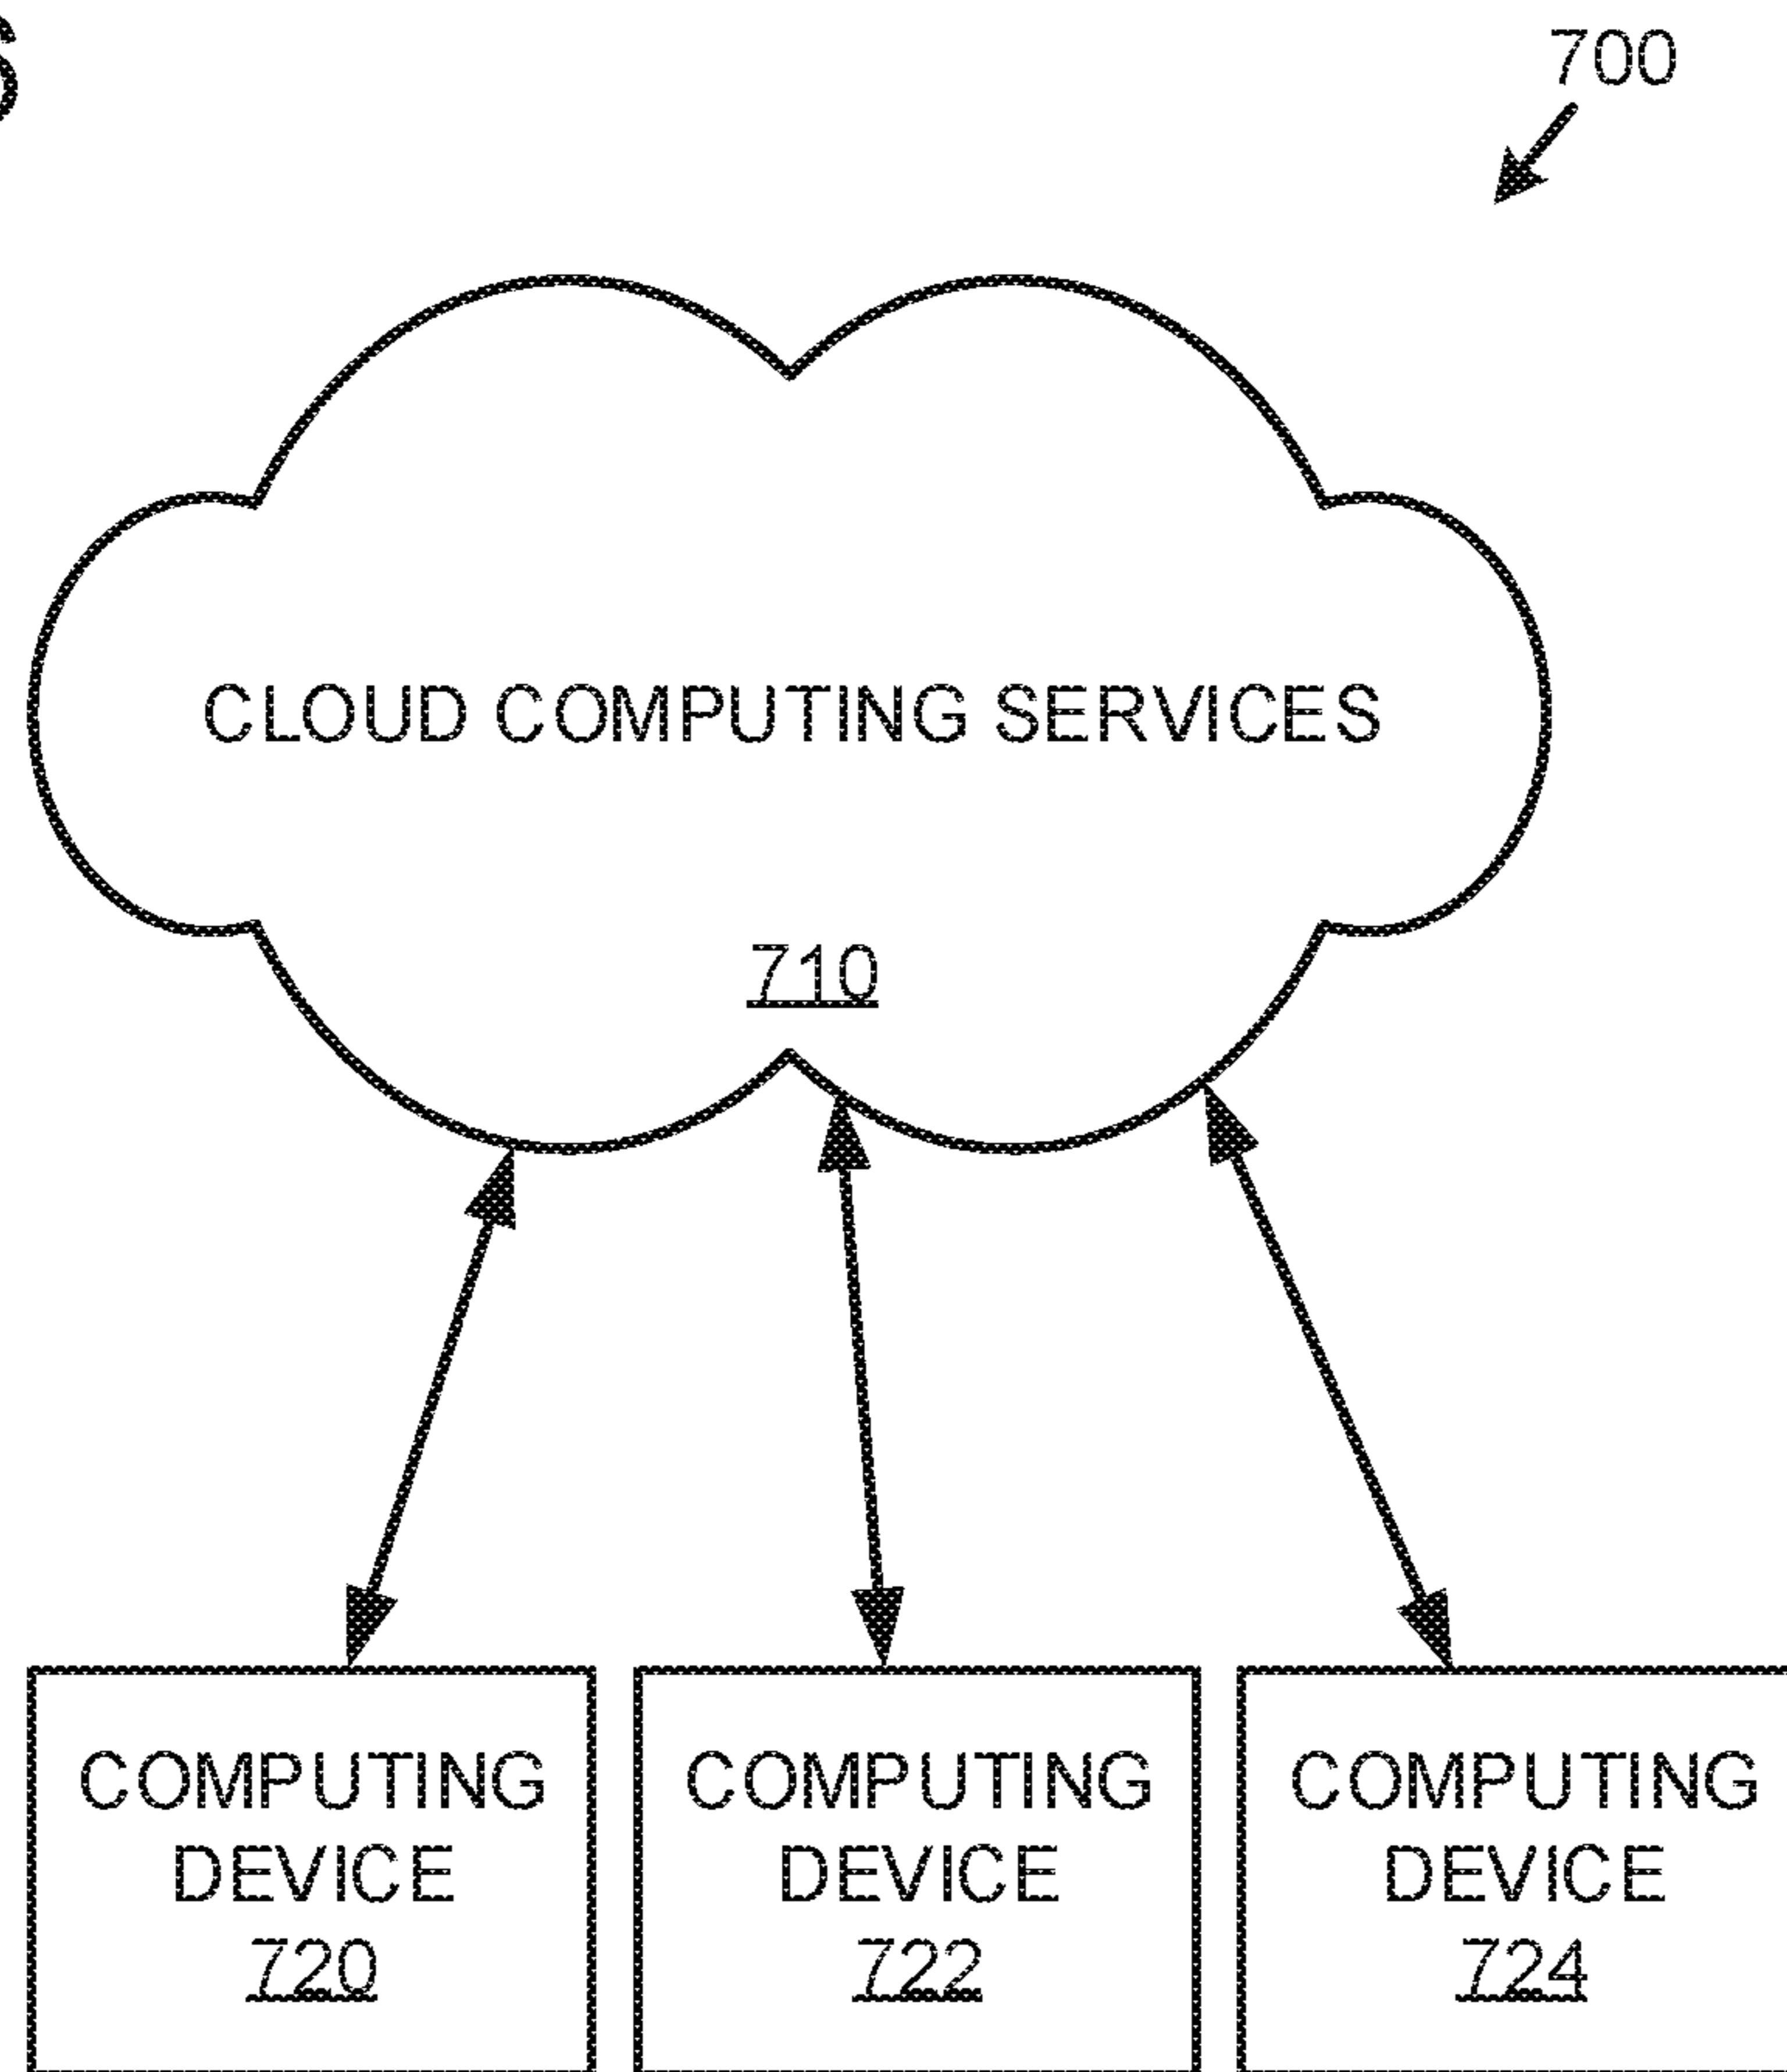 700
CLOUD COMPUTING SERVICES
710
COMPUTING
DEVICE
720
COMPUTING
DEVICE
722
COMPUTING
DEVICE
724